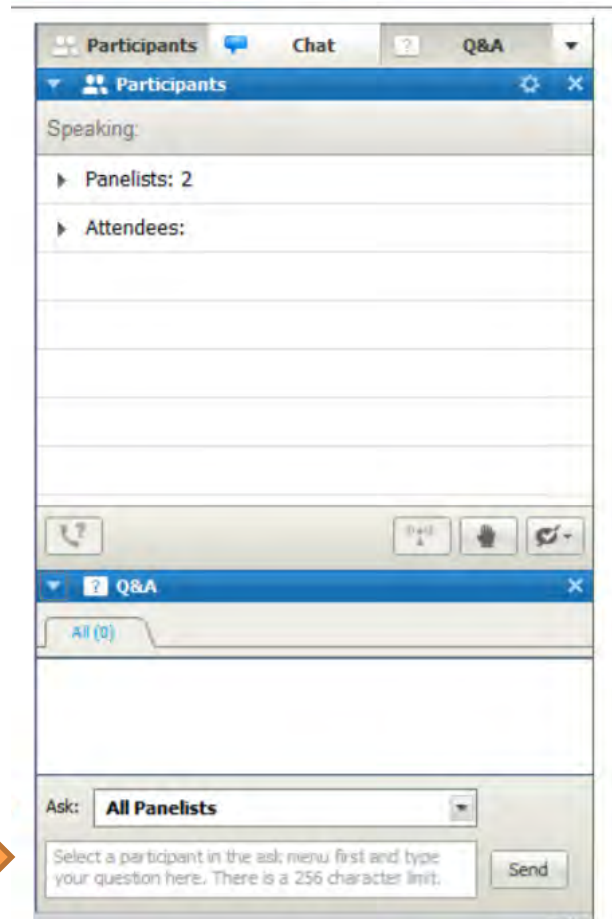 Participants Chat ? Q&A
Participants
Speaking:
Panelists: 2
Attendees:
? Q&A
All (0)
Ask: All Panelists
Select a participant in the ask menu first and type
your question here. There is a 256 character limit.
Send